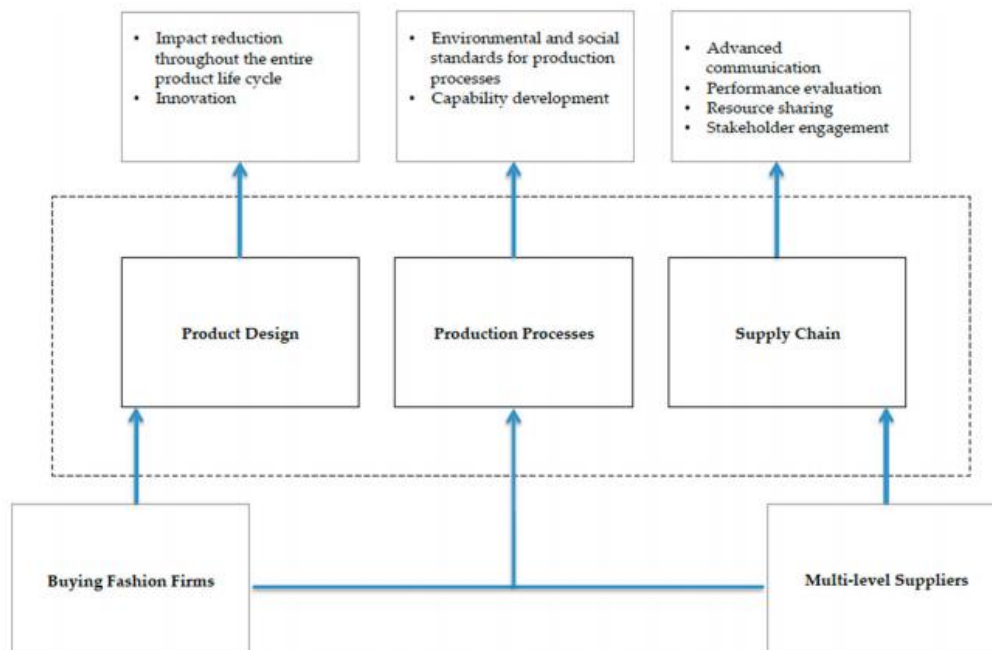 • Impact reduction
throughout the entire
product life cycle
• Innovation
• Environmental and social
standards for production
processes
• Capability development
• Advanced
communication
• Performance evaluation
• Resource sharing
• Stakeholder engagement
Product Design
Production Processes
Supply Chain
Buying Fashion Firms
Multi-level Suppliers